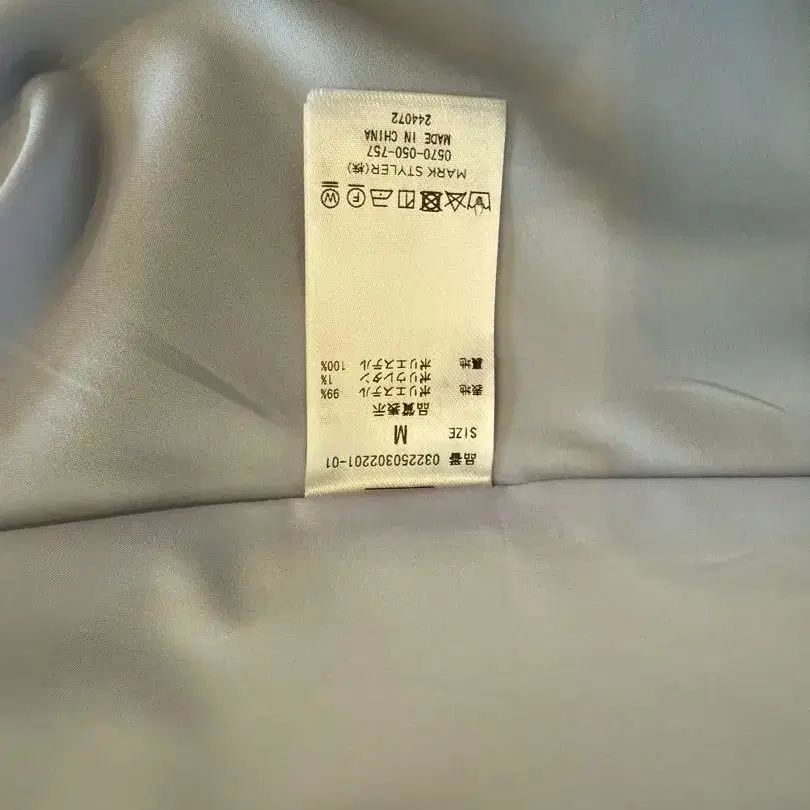 品番 032250302201-01
SIZE M
品質表示
表地 ポリエステル 99%
ポリウレタン 1%
裏地 ポリエステル 100%
W F
MARK STYLER(株)
0570-050-757
MADE IN CHINA
244072